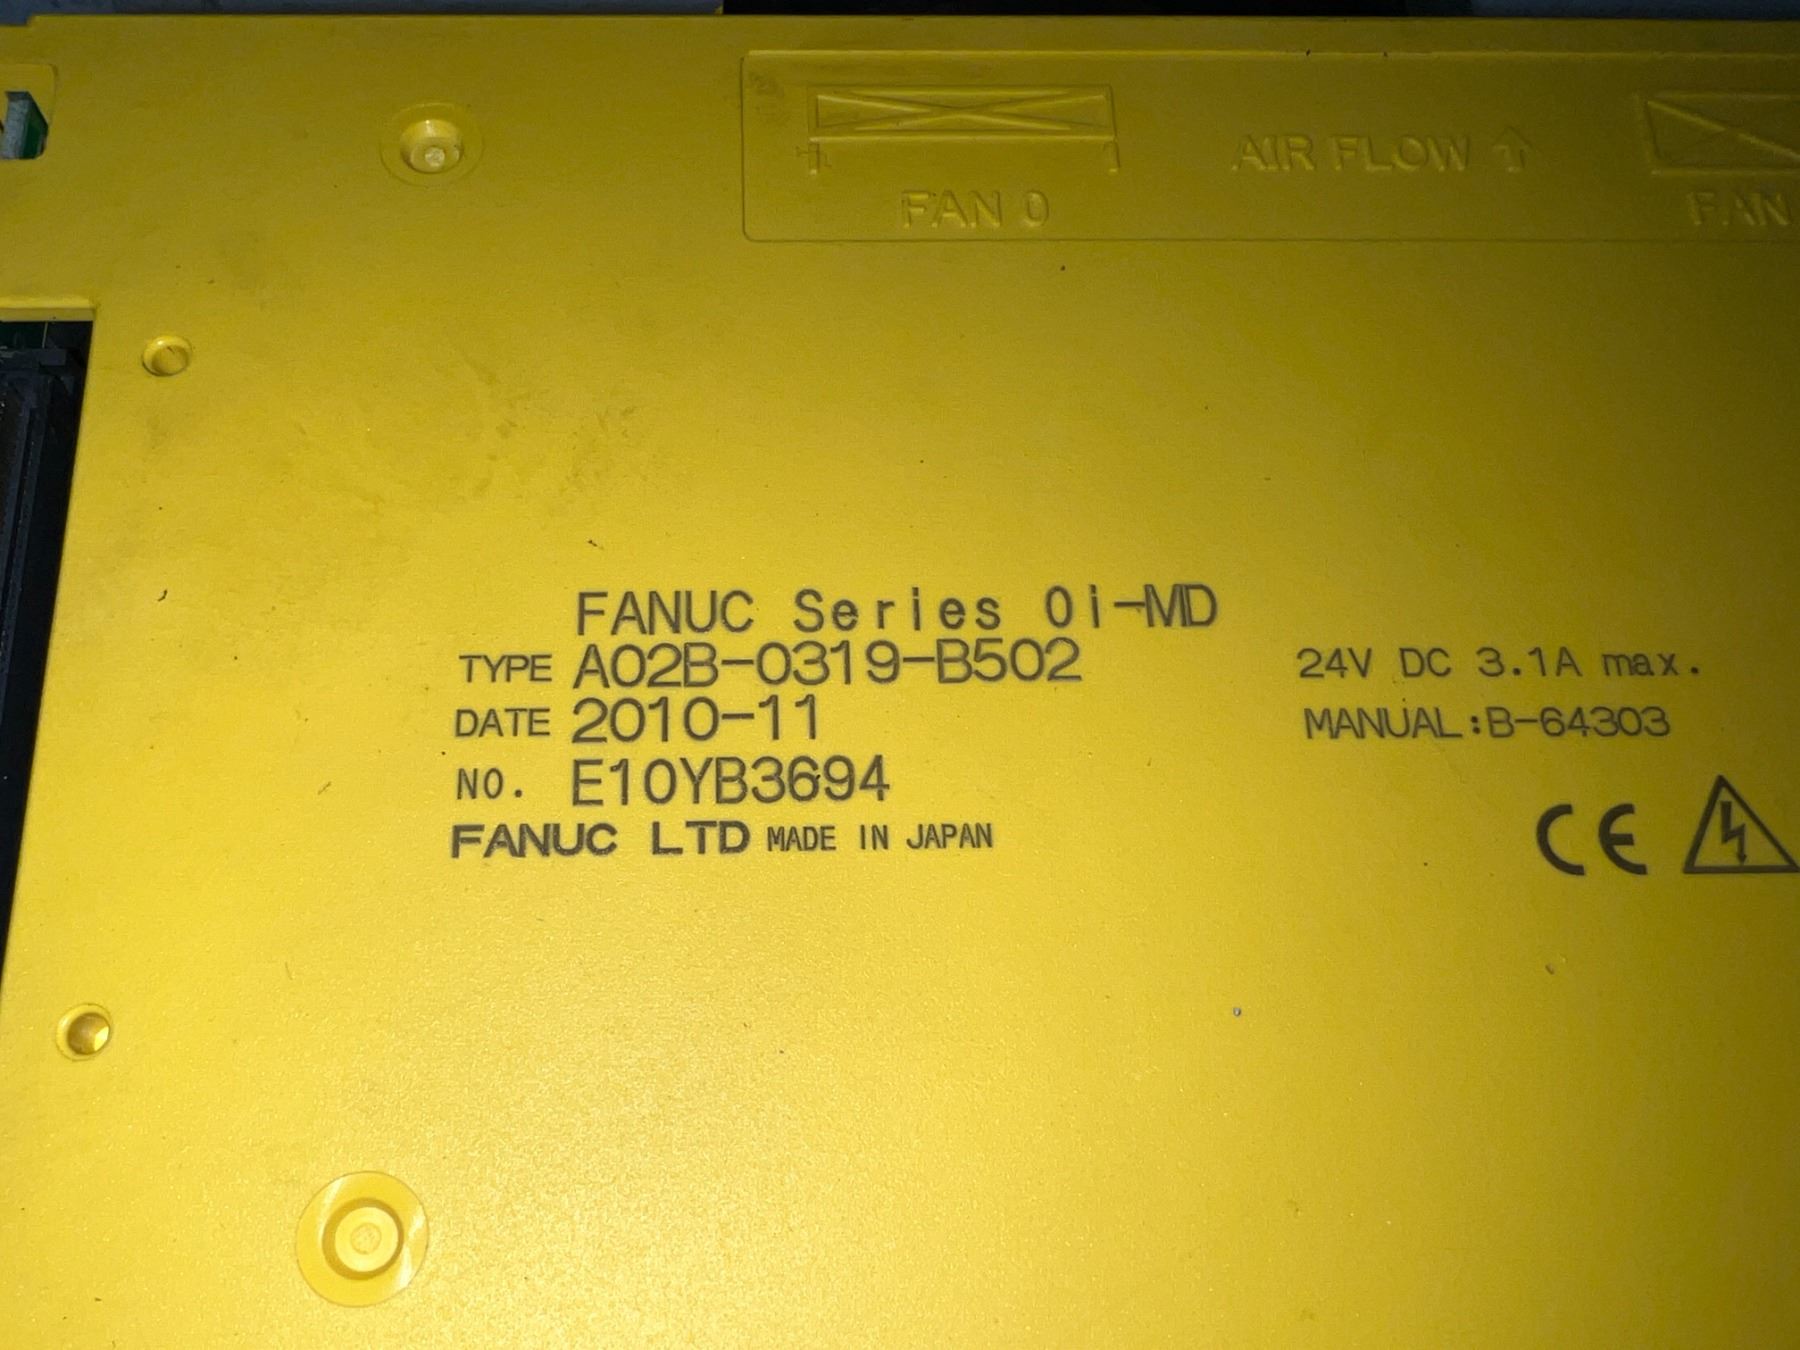 AIR FLOW ↑
FAN 0
FAN
FANUC Series 0i-MD
TYPE A02B-0319-B502
24V DC 3.1A max.
DATE 2010-11
MANUAL:B-64303
NO. E10YB3694
FANUC LTD MADE IN JAPAN
CE